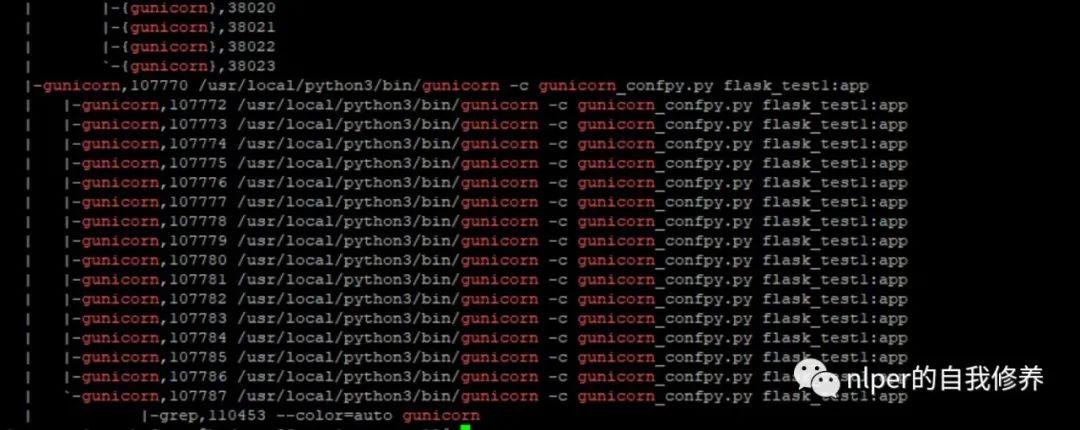 |         |-{gunicorn},38020
|         |-{gunicorn},38021
|         |-{gunicorn},38022
|         `-{gunicorn},38023
|-gunicorn,107770 /usr/local/python3/bin/gunicorn -c gunicorn_confpy.py flask_test1:app
|   |-gunicorn,107772 /usr/local/python3/bin/gunicorn -c gunicorn_confpy.py flask_test1:app
|   |-gunicorn,107773 /usr/local/python3/bin/gunicorn -c gunicorn_confpy.py flask_test1:app
|   |-gunicorn,107774 /usr/local/python3/bin/gunicorn -c gunicorn_confpy.py flask_test1:app
|   |-gunicorn,107775 /usr/local/python3/bin/gunicorn -c gunicorn_confpy.py flask_test1:app
|   |-gunicorn,107776 /usr/local/python3/bin/gunicorn -c gunicorn_confpy.py flask_test1:app
|   |-gunicorn,107777 /usr/local/python3/bin/gunicorn -c gunicorn_confpy.py flask_test1:app
|   |-gunicorn,107778 /usr/local/python3/bin/gunicorn -c gunicorn_confpy.py flask_test1:app
|   |-gunicorn,107779 /usr/local/python3/bin/gunicorn -c gunicorn_confpy.py flask_test1:app
|   |-gunicorn,107780 /usr/local/python3/bin/gunicorn -c gunicorn_confpy.py flask_test1:app
|   |-gunicorn,107781 /usr/local/python3/bin/gunicorn -c gunicorn_confpy.py flask_test1:app
|   |-gunicorn,107782 /usr/local/python3/bin/gunicorn -c gunicorn_confpy.py flask_test1:app
|   |-gunicorn,107783 /usr/local/python3/bin/gunicorn -c gunicorn_confpy.py flask_test1:app
|   |-gunicorn,107784 /usr/local/python3/bin/gunicorn -c gunicorn_confpy.py flask_test1:app
|   |-gunicorn,107785 /usr/local/python3/bin/gunicorn -c gunicorn_confpy.py flask_test1:app
|   |-gunicorn,107786 /usr/local/python3/bin/gunicorn -c gunicorn_confpy.py flask_test1:app
|   `-gunicorn,107787 /usr/local/python3/bin/gunicorn -c gunicorn_confpy.py flask_test1:app
|             |-grep,110453 --color=auto gunicorn
nlper的自我修养